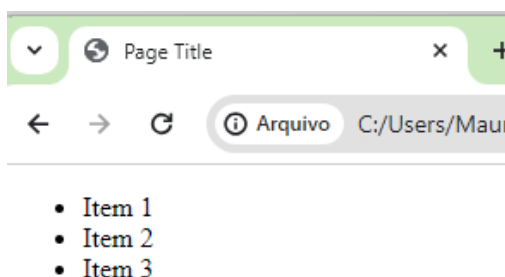 Page Title
Arquivo C:/Users/Maur
Item 1
Item 2
Item 3